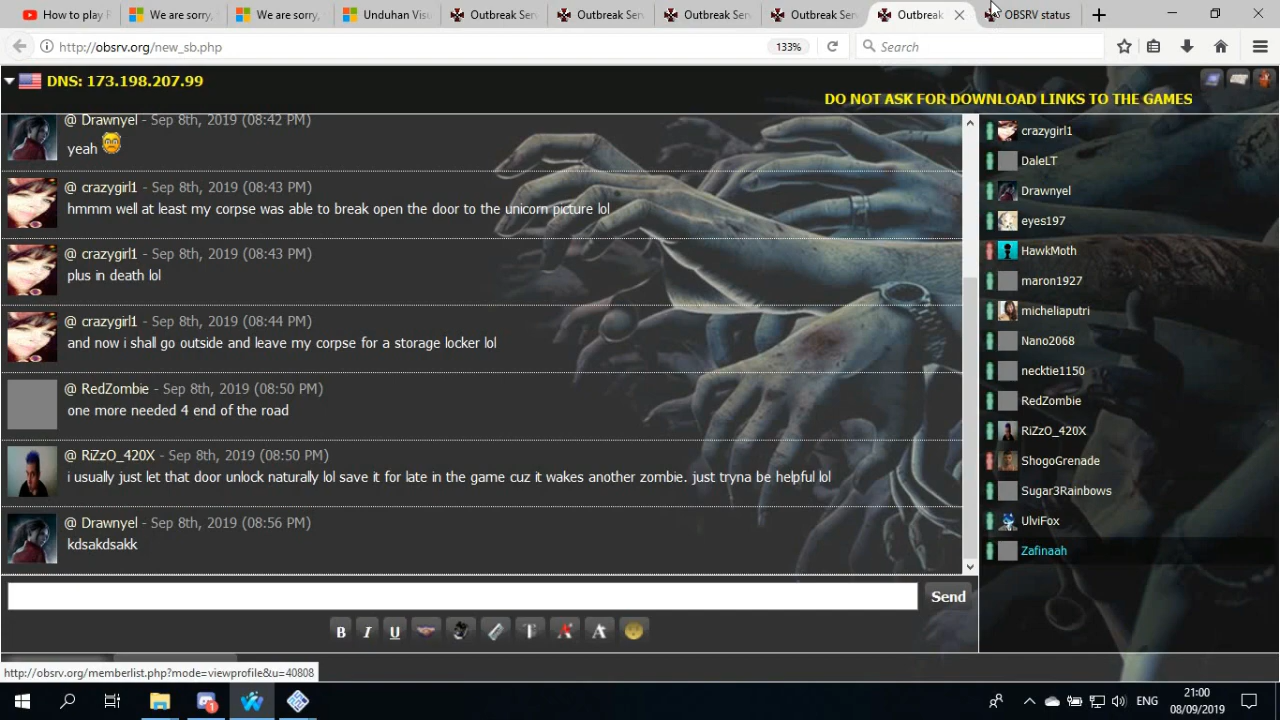 How to play R
We are sorry,
We are sorry,
Unduhan Visu
Outbreak Serv
Outbreak Serv
Outbreak Serv
Outbreak Serv
Outbreak
OBSRV status
http://obsrv.org/new_sb.php
133%
Search
DNS: 173.198.207.99
DO NOT ASK FOR DOWNLOAD LINKS TO THE GAMES
@ Drawnyel - Sep 8th, 2019 (08:42 PM)
yeah
@ crazygirl1 - Sep 8th, 2019 (08:43 PM)
hmmm well at least my corpse was able to break open the door to the unicorn picture lol
@ crazygirl1 - Sep 8th, 2019 (08:43 PM)
plus in death lol
@ crazygirl1 - Sep 8th, 2019 (08:44 PM)
and now i shall go outside and leave my corpse for a storage locker lol
@ RedZombie - Sep 8th, 2019 (08:50 PM)
one more needed 4 end of the road
@ RiZzO_420X - Sep 8th, 2019 (08:50 PM)
i usually just let that door unlock naturally lol save it for late in the game cuz it wakes another zombie. just tryna be helpful lol
@ Drawnyel - Sep 8th, 2019 (08:56 PM)
kdsakdsakk
crazygirl1
DaleLT
Drawnyel
eyes197
HawkMoth
maron1927
micheliaputri
Nano2068
necktie1150
RedZombie
RiZzO_420X
ShogoGrenade
Sugar3Rainbows
UlviFox
Zafinaah
Send
B I U T A A
http://obsrv.org/memberlist.php?mode=viewprofile&u=40808
1
ENG
21:00
08/09/2019